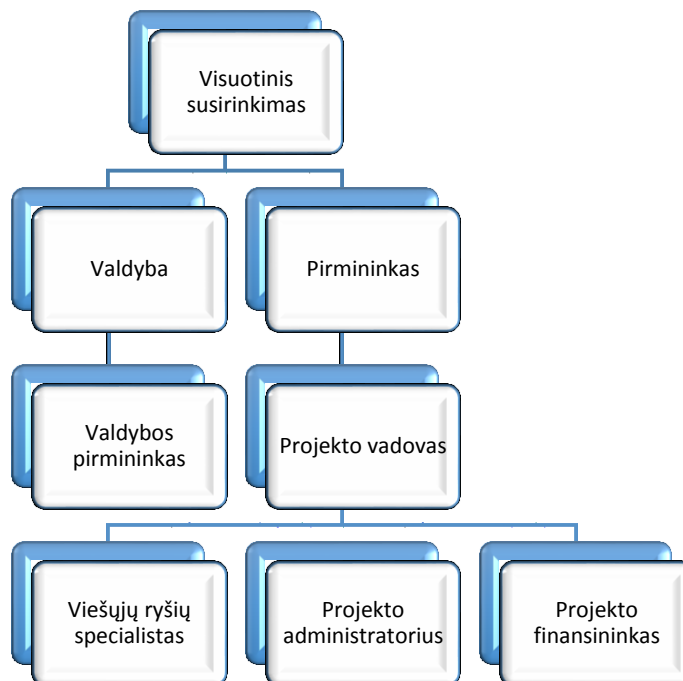 Visuotinis
susirinkimas
Valdyba
Pirmininkas
Valdybos
pirmininkas
Projekto vadovas
Viešųjų ryšių
specialistas
Projekto
administratorius
Projekto
finansininkas